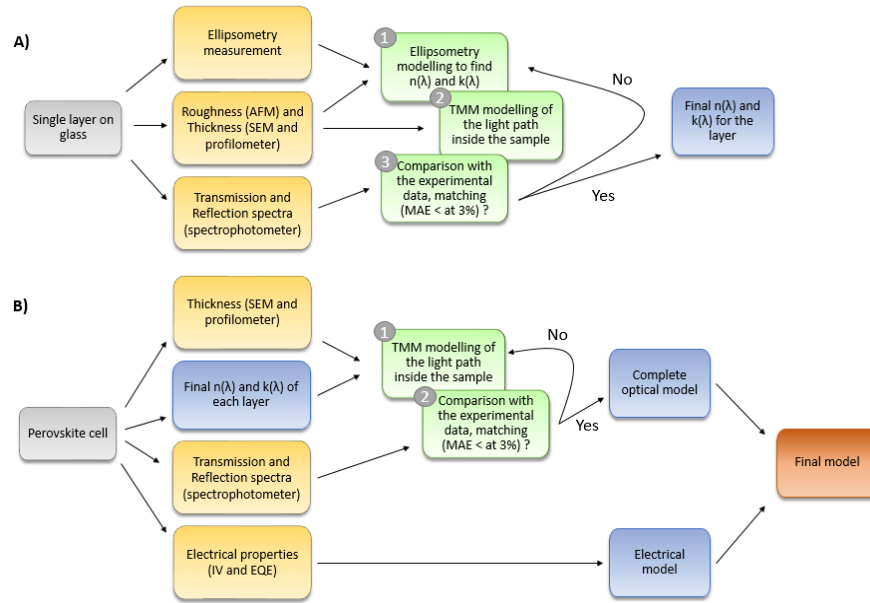 A)
Single layer on
glass
Ellipsometry
measurement
Roughness (AFM) and
Thickness (SEM and
profilometer)
Transmission and
Reflection spectra
(spectrophotometer)
1
Ellipsometry
modelling to find
n(λ) and k(λ)
2
TMM modelling of
the light path
inside the sample
3
Comparison with
the experimental
data, matching
(MAE < at 3%) ?
No
Yes
Final n(λ) and
k(λ) for the
layer
B)
Perovskite cell
Thickness (SEM and
profilometer)
Final n(λ) and k(λ) of
each layer
Transmission and
Reflection spectra
(spectrophotometer)
Electrical properties
(IV and EQE)
1
TMM modelling of
the light path
inside the sample
2
Comparison with
the experimental
data, matching
(MAE < at 3%) ?
No
Yes
Complete
optical model
Electrical
model
Final model